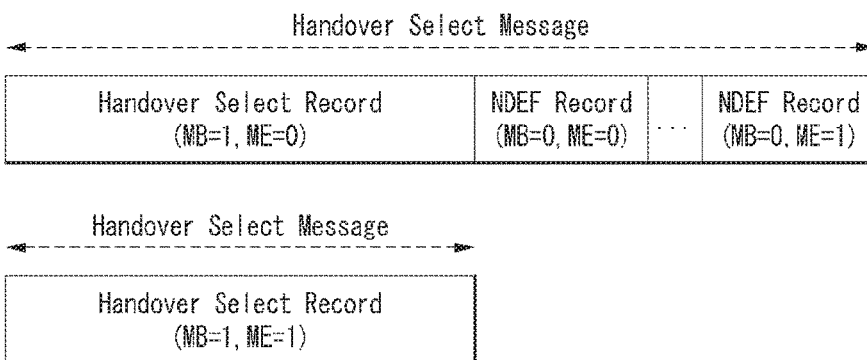 Handover Select Message
Handover Select Record
(MB=1, ME=0)
NDEF Record
(MB=0, ME=0)
...
NDEF Record
(MB=0, ME=1)
Handover Select Message
Handover Select Record
(MB=1, ME=1)